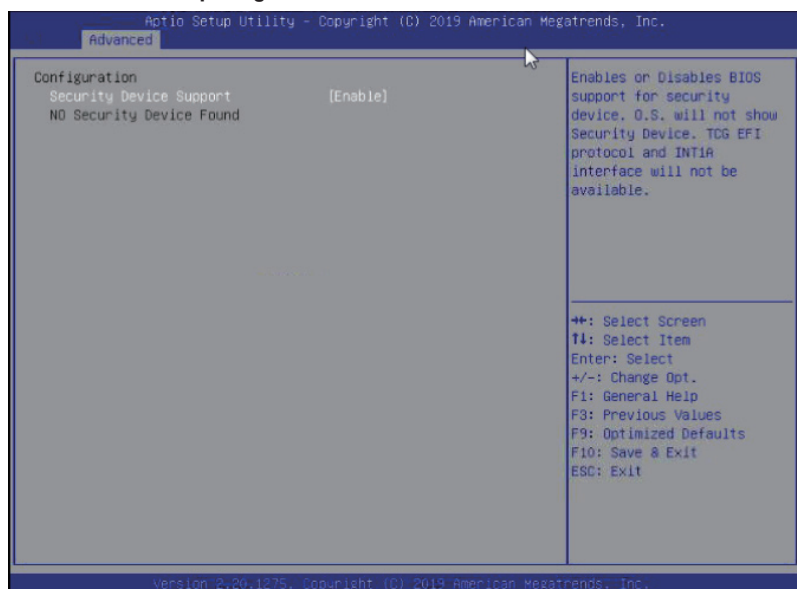 Aptio Setup Utility - Copyright (C) 2019 American Megatrends, Inc.
Advanced
Configuration
Security Device Support [Enable]
NO Security Device Found
Enables or Disables BIOS
support for security
device. O.S. will not show
Security Device. TCG EFI
protocol and INT1A
interface will not be
available.
→←: Select Screen
↑↓: Select Item
Enter: Select
+/-: Change Opt.
F1: General Help
F3: Previous Values
F9: Optimized Defaults
F10: Save & Exit
ESC: Exit
Version 2.20.1275. Copyright (C) 2019 American Megatrends, Inc.